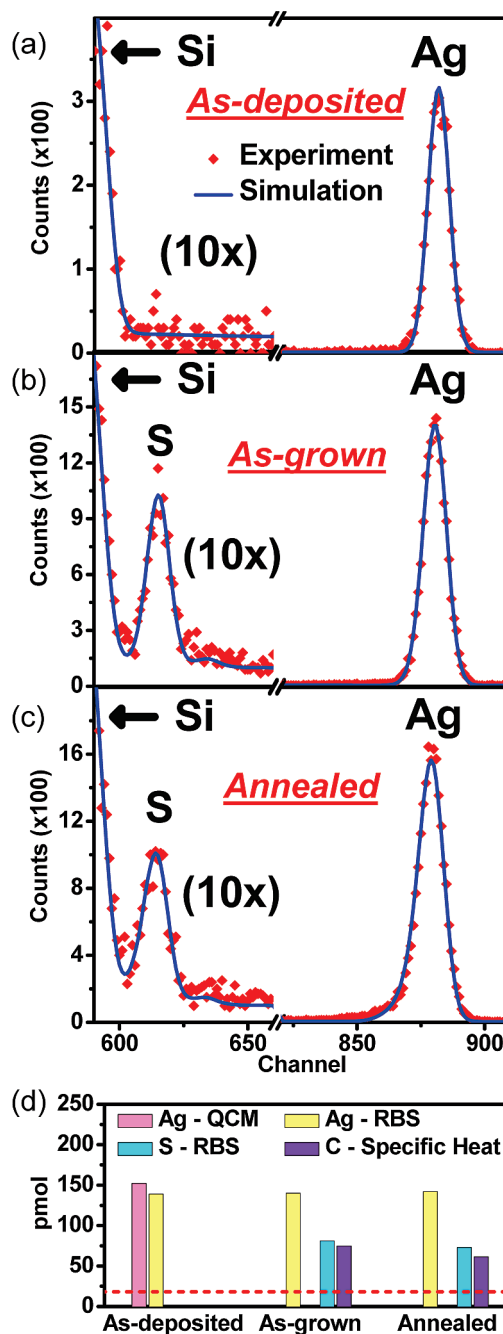 (a)
Si
Ag
As-deposited
Experiment
Simulation
(10x)
Counts (x100)
3
2
1
0
(b)
Si
Ag
S
As-grown
(10x)
Counts (x100)
15
12
9
6
3
0
(c)
Si
Ag
S
Annealed
(10x)
Counts (x100)
16
12
8
4
0
600 650 850 900
Channel
(d)
250
200
150
100
50
0
pmol
Ag - QCM Ag - RBS
S - RBS C - Specific Heat
As-deposited As-grown Annealed